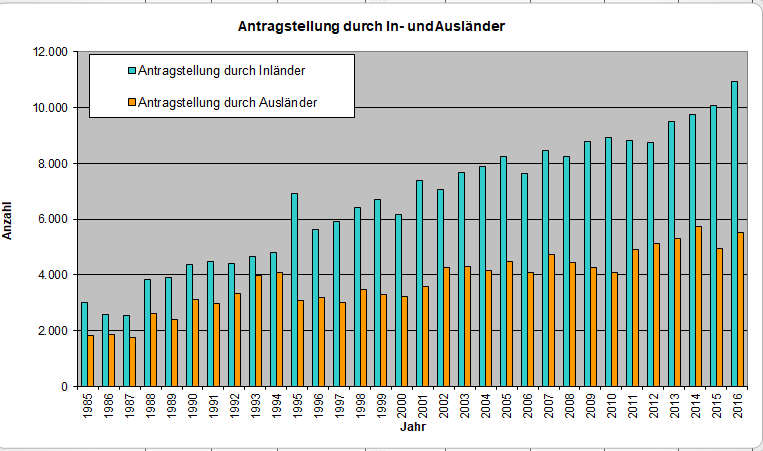 Antragstellung durch In- und Ausländer
12.000
10.000
8.000
6.000
4.000
2.000
0
Anzahl
Antragstellung durch Inländer
Antragstellung durch Ausländer
1985 1986 1987 1988 1989 1990 1991 1992 1993 1994 1995 1996 1997 1998 1999 2000 2001 2002 2003 2004 2005 2006 2007 2008 2009 2010 2011 2012 2013 2014 2015 2016
Jahr